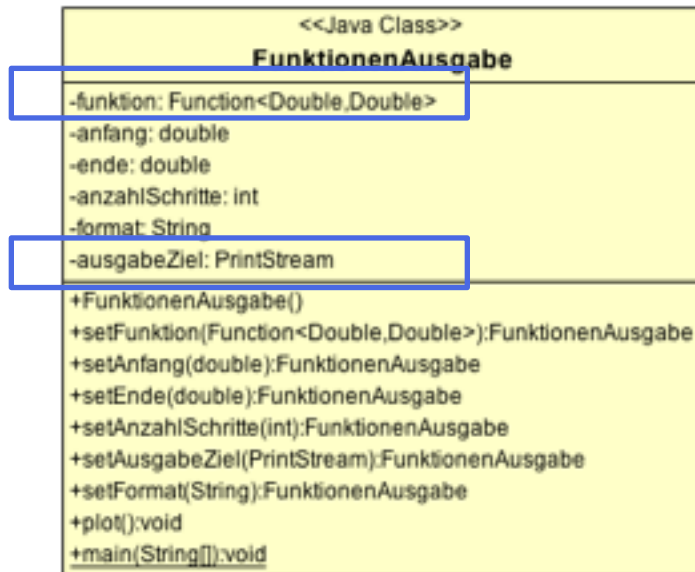 <<Java Class>>
FunktionenAusgabe
-funktion: Function<Double,Double>
-anfang: double
-ende: double
-anzahlSchritte: int
-format: String
-ausgabeZiel: PrintStream
+FunktionenAusgabe()
+setFunktion(Function<Double,Double>):FunktionenAusgabe
+setAnfang(double):FunktionenAusgabe
+setEnde(double):FunktionenAusgabe
+setAnzahlSchritte(int):FunktionenAusgabe
+setAusgabeZiel(PrintStream):FunktionenAusgabe
+setFormat(String):FunktionenAusgabe
+plot():void
+main(String[]):void